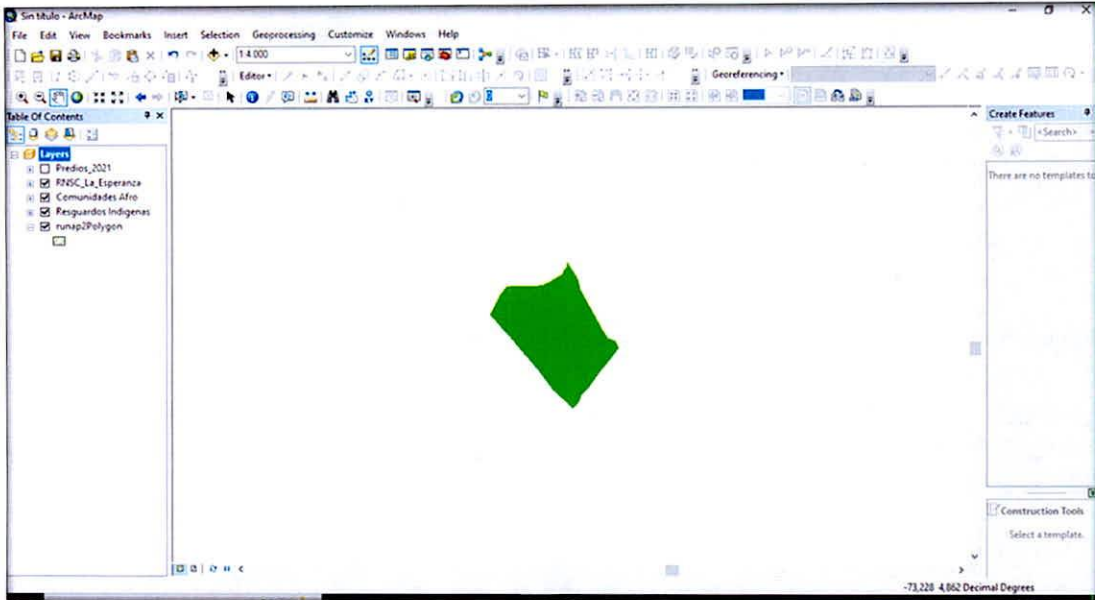 Sin título - ArcMap
File Edit View Bookmarks Insert Selection Geoprocessing Customize Windows Help
1:4.000
Editor
Georeferencing
Table Of Contents
Create Features
<Search>
There are no templates to
Layers
Predios_2021
RNSC_La_Esperanza
Comunidades Afro
Resguardos Indigenas
runap2Polygon
Construction Tools
Select a template.
-73,228 4,862 Decimal Degrees